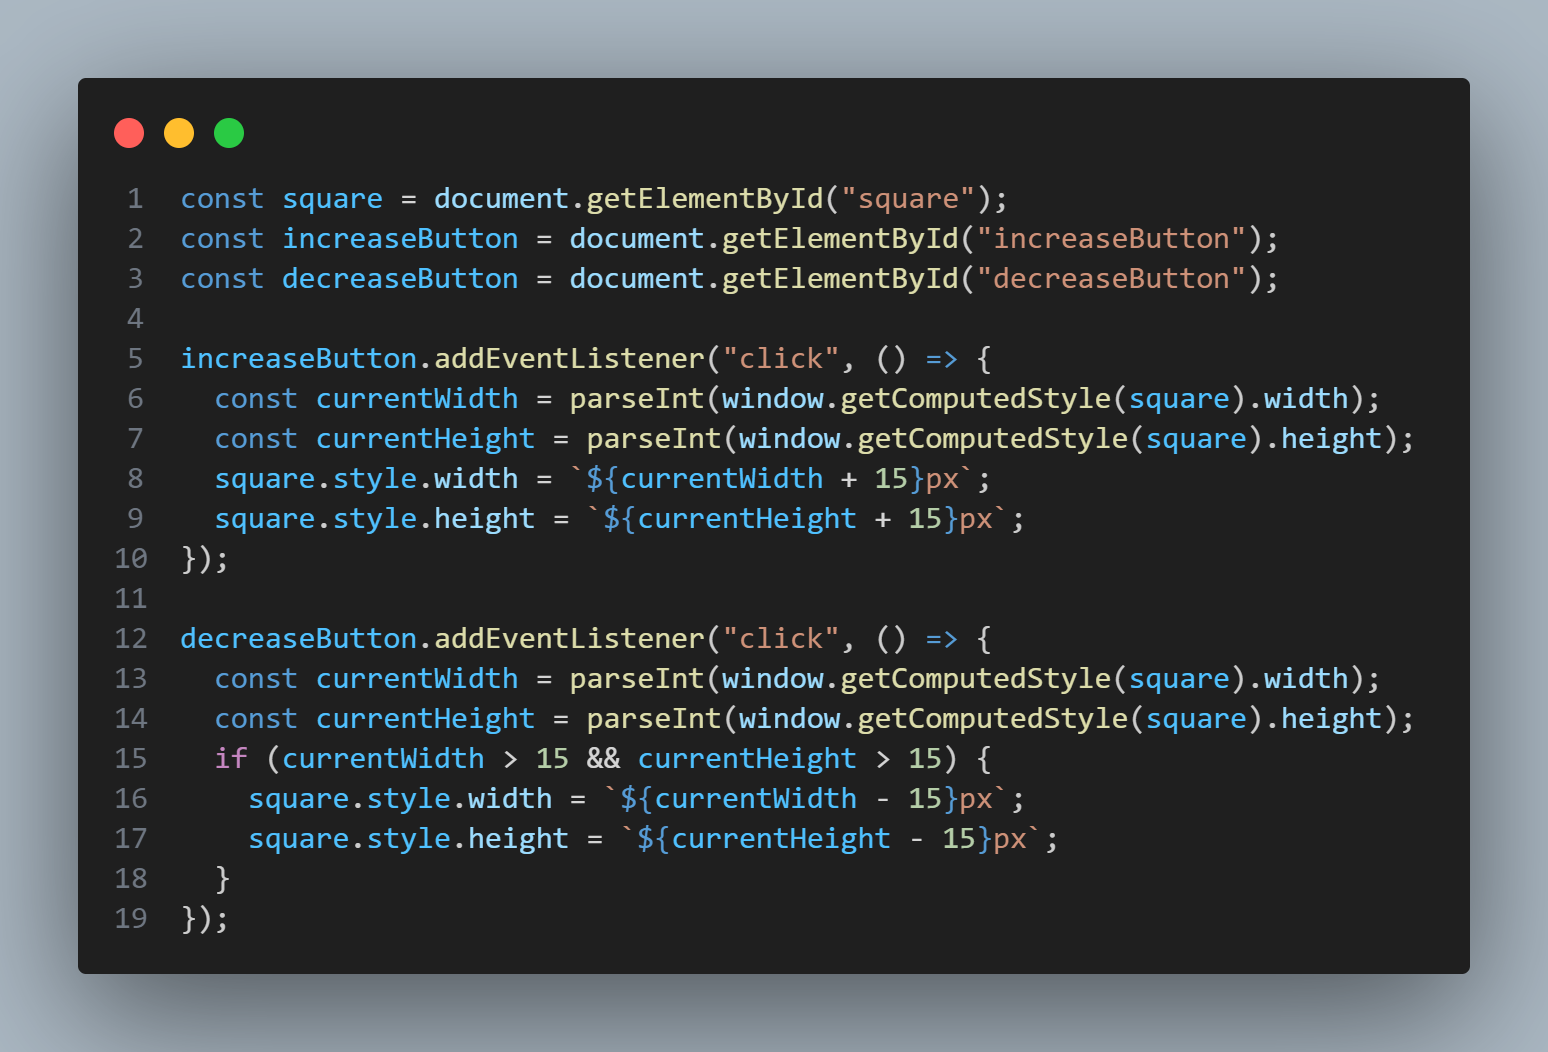 1 const square = document.getElementById("square");
2 const increaseButton = document.getElementById("increaseButton");
3 const decreaseButton = document.getElementById("decreaseButton");
4
5 increaseButton.addEventListener("click", () => {
6   const currentWidth = parseInt(window.getComputedStyle(square).width);
7   const currentHeight = parseInt(window.getComputedStyle(square).height);
8   square.style.width = `${currentWidth + 15}px`;
9   square.style.height = `${currentHeight + 15}px`;
10 });
11
12 decreaseButton.addEventListener("click", () => {
13   const currentWidth = parseInt(window.getComputedStyle(square).width);
14   const currentHeight = parseInt(window.getComputedStyle(square).height);
15   if (currentWidth > 15 && currentHeight > 15) {
16     square.style.width = `${currentWidth - 15}px`;
17     square.style.height = `${currentHeight - 15}px`;
18   }
19 });